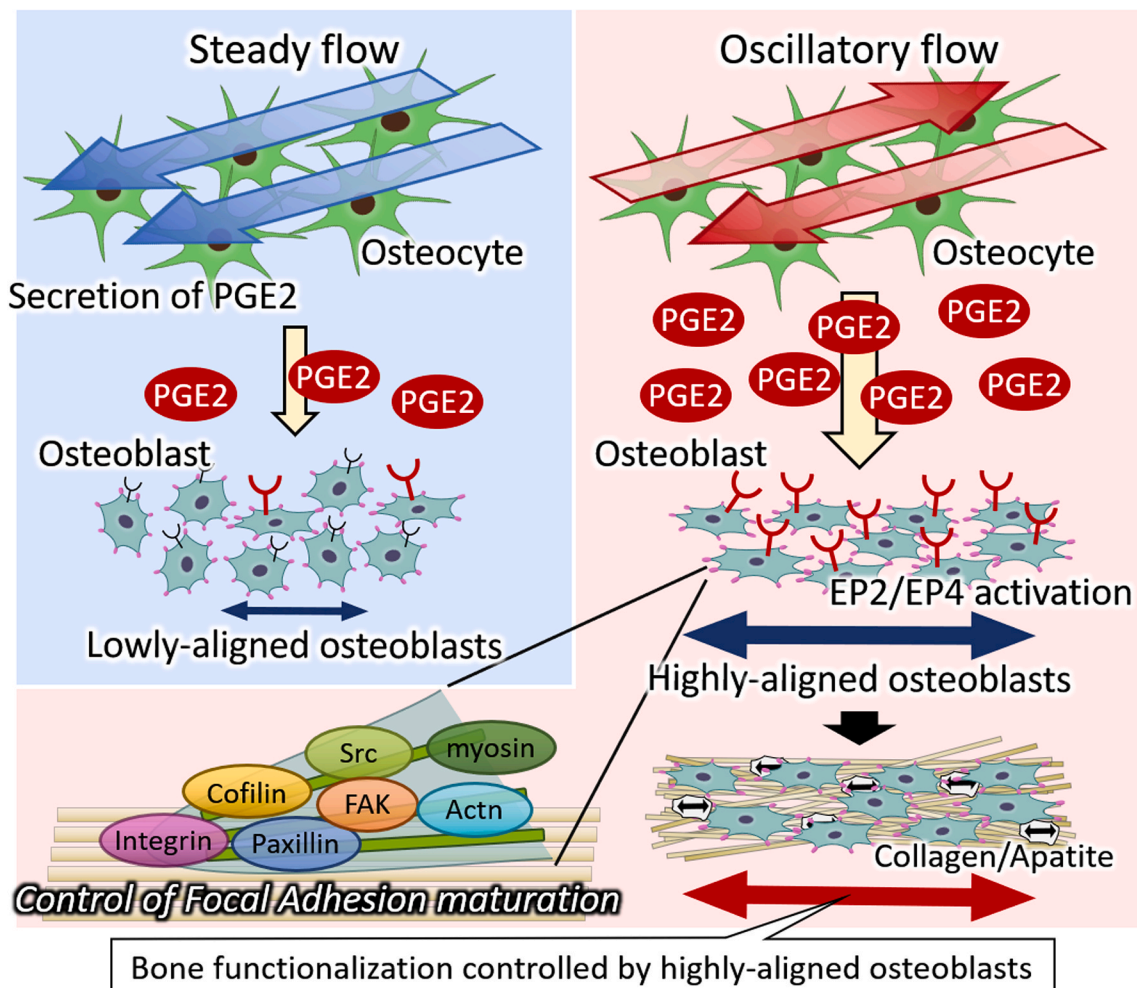 Steady flow
Osteocyte
Secretion of PGE2
PGE2
PGE2
PGE2
Osteoblast
Lowly-aligned osteoblasts
Oscillatory flow
Osteocyte
PGE2
PGE2
PGE2
PGE2
PGE2
PGE2
PGE2
Osteoblast
EP2/EP4 activation
Highly-aligned osteoblasts
Collagen/Apatite
Src
myosin
Cofilin
FAK
Actn
Integrin
Paxillin
Control of Focal Adhesion maturation
Bone functionalization controlled by highly-aligned osteoblasts